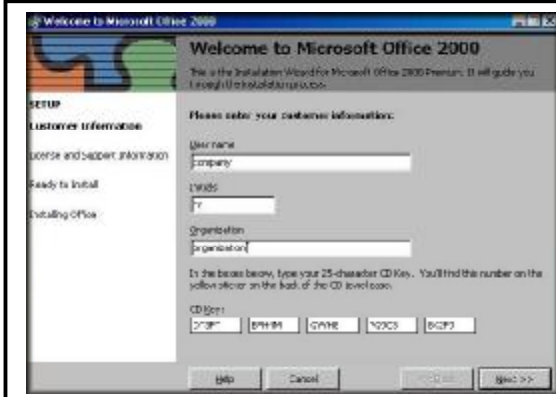 Welcome to Microsoft Office 2000
Welcome to Microsoft Office 2000
This is the Installation Wizard for Microsoft Office 2000 Premium. It will guide you
through the installation process.
SETUP
Customer Information
License and Support Information
Ready to Install
Installing Office
Please enter your customer information:
User name
company
Initials
Organization
organization
In the boxes below, type your 25-character CD Key. You'll find this number on the
yellow sticker on the back of the CD jewel case.
CD Key:
Help
Cancel
<< Back
Next >>